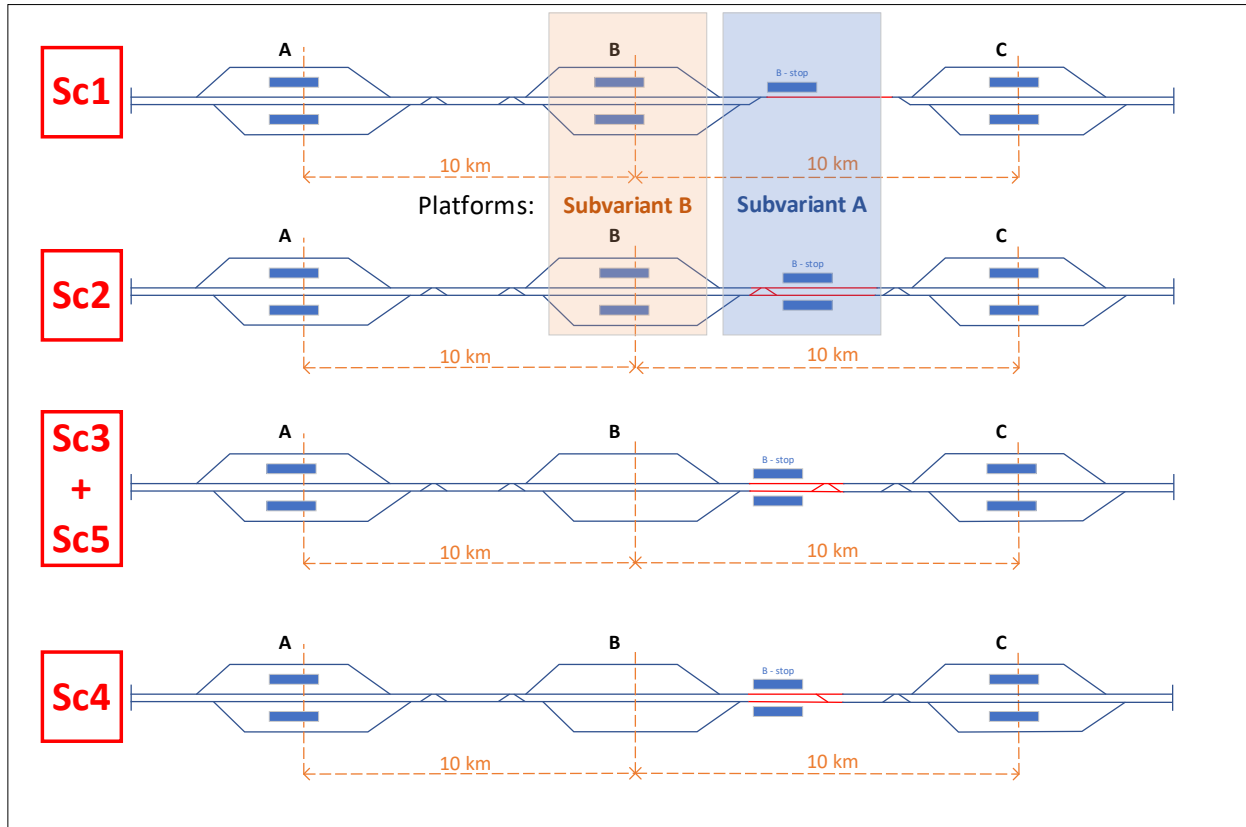 Sc1
A
B
C
B - stop
10 km
10 km
Platforms:
Subvariant B
Subvariant A
Sc2
A
B
C
B - stop
10 km
10 km
Sc3
+
Sc5
A
B
C
B - stop
10 km
10 km
Sc4
A
B
C
B - stop
10 km
10 km